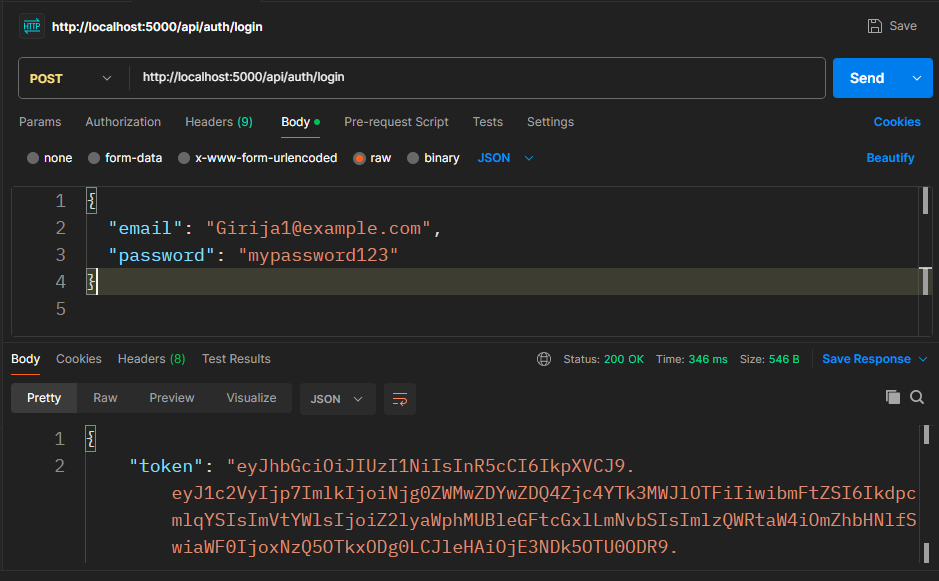 HTTP http://localhost:5000/api/auth/login Save
POST http://localhost:5000/api/auth/login Send
Params Authorization Headers (9) Body Pre-request Script Tests Settings Cookies
none form-data x-www-form-urlencoded raw binary JSON Beautify
1 {
2 "email": "Girija1@example.com",
3 "password": "mypassword123"
4 }
5
Body Cookies Headers (8) Test Results Status: 200 OK Time: 346 ms Size: 546 B Save Response
Pretty Raw Preview Visualize JSON
1 {
2 "token": "eyJhbGciOiJIUzI1NiIsInR5cCI6IkpXVCJ9.
eyJ1c2VyIjp7ImlkIjoiNjg0ZWMwZDYwZDQ4Zjc4YTk3MWJlOTFiIiwibmFtZSI6Ikdpc
mlqYSIsImVtYWlsIjoiZ2lyaWphMUBleGFtcGxlLmNvbSIsImlzQWRtaW4iOmZhbHNlfS
wiaWF0IjoxNzQ5OTkxODg0LCJleHAiOjE3NDk5OTU0ODR9.